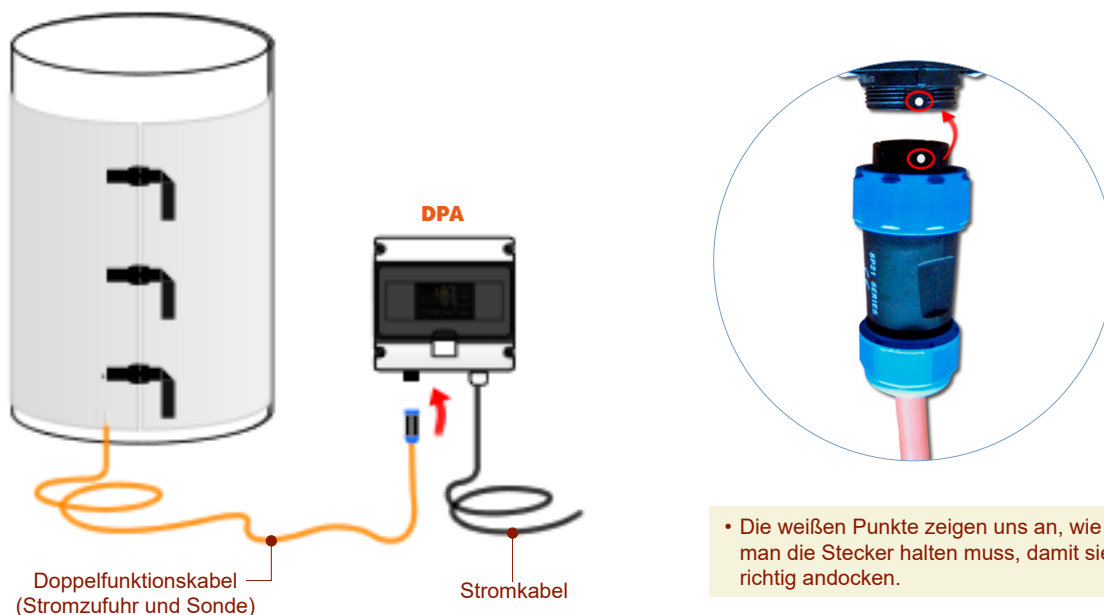 DPA
SP21 SERIES
Doppelfunktionskabel
(Stromzufuhr und Sonde)
Stromkabel
• Die weißen Punkte zeigen uns an, wie
man die Stecker halten muss, damit sie
richtig andocken.